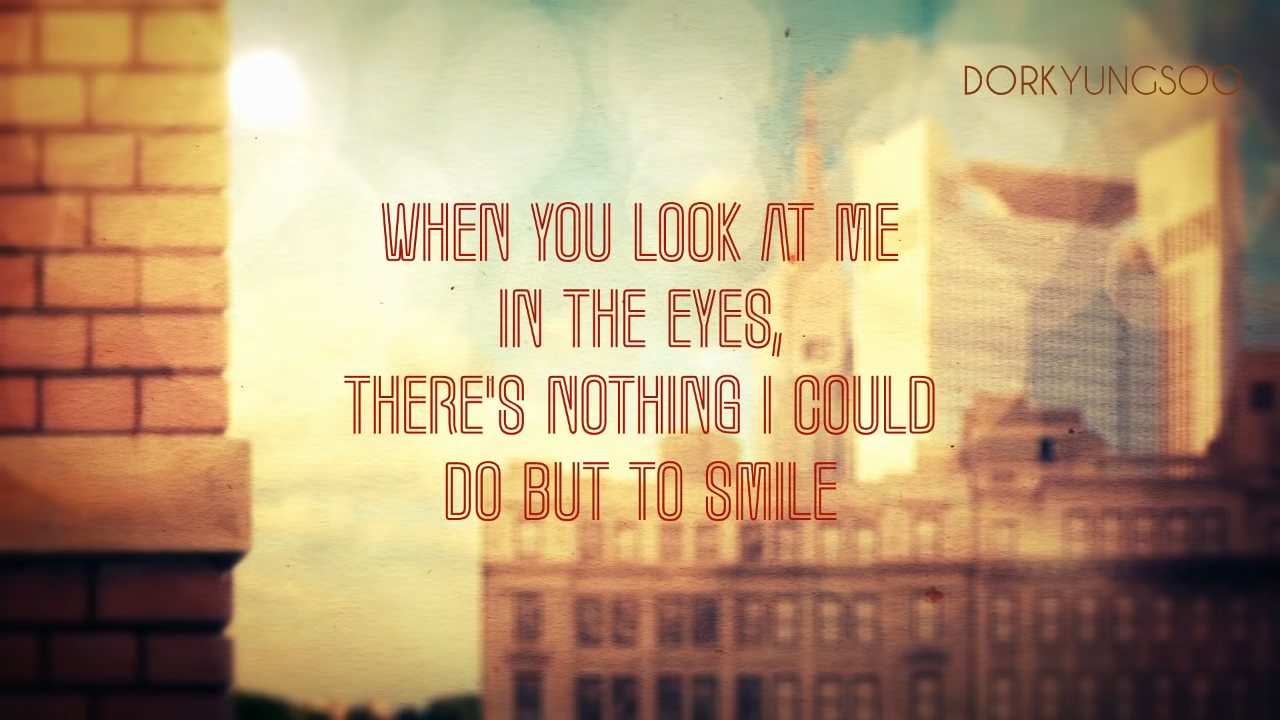 DORKYUNGSOO
WHEN YOU LOOK AT ME
IN THE EYES,
THERE'S NOTHING I COULD
DO BUT TO SMILE